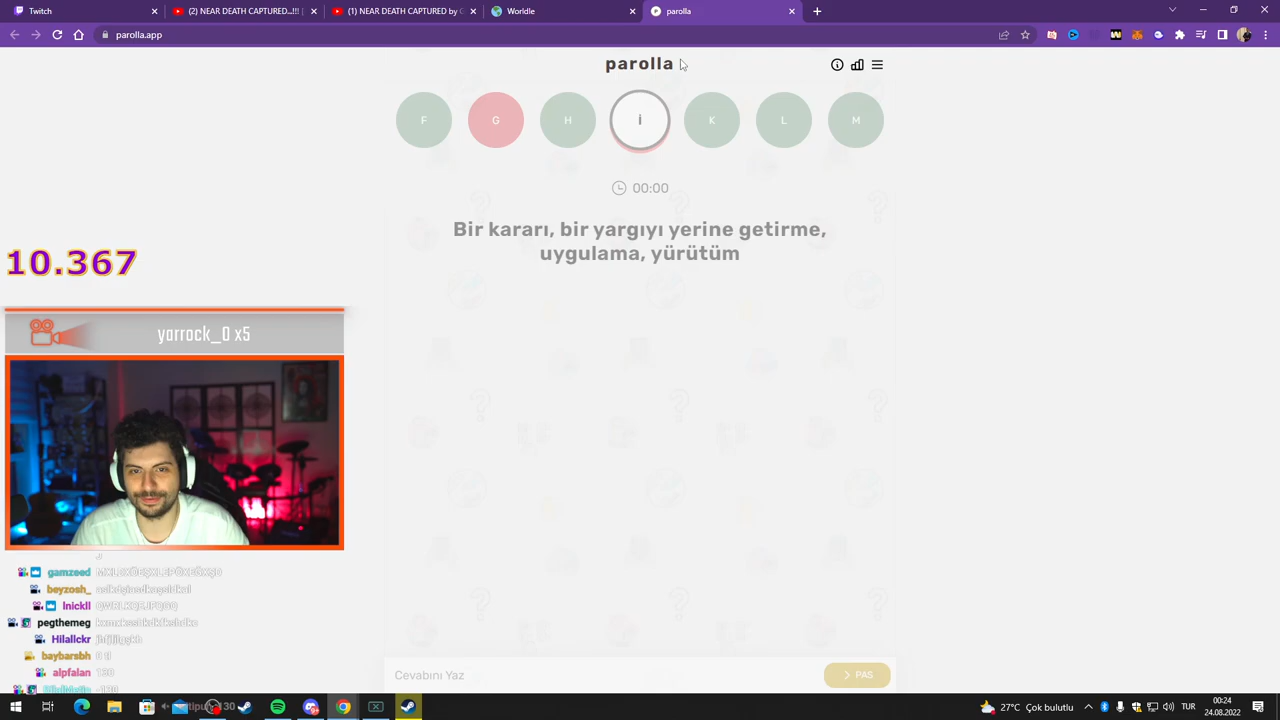 Twitch
(2) NEAR DEATH CAPTURED...!!!
(1) NEAR DEATH CAPTURED by
Worldle
parolla
parolla.app
parolla
F G H İ K L M
00:00
Bir kararı, bir yargıyı yerine getirme,
uygulama, yürütüm
10.367
yarrock_0 x5
gamzeed
beyzosh_
lnickll
pegthemeg
Hilallckr
baybarsbh
alpfalan
Cevabını Yaz
PAS
27°C Çok bulutlu
TUR
00:24
24.08.2022